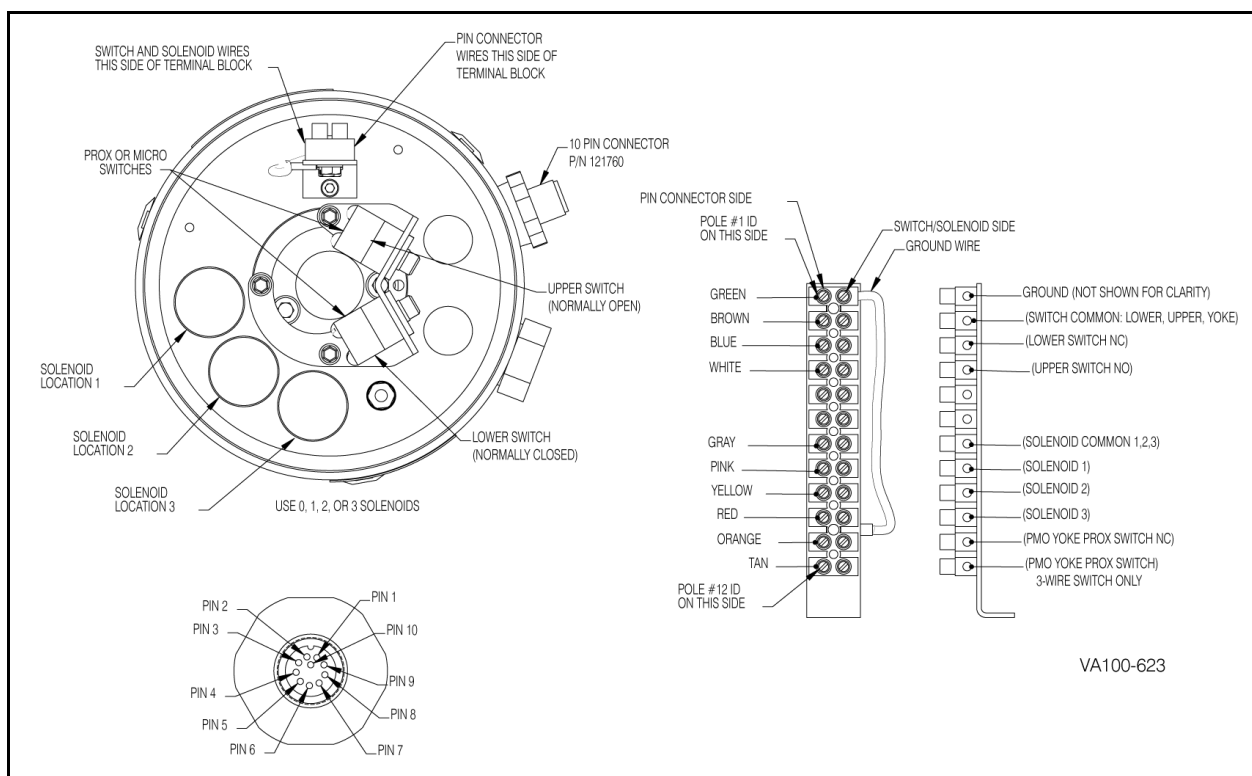 SWITCH AND SOLENOID WIRES
THIS SIDE OF TERMINAL BLOCK
PIN CONNECTOR
WIRES THIS SIDE OF
TERMINAL BLOCK
PROX OR MICRO
SWITCHES
10 PIN CONNECTOR
P/N 121760
UPPER SWITCH
(NORMALLY OPEN)
SOLENOID
LOCATION 1
SOLENOID
LOCATION 2
SOLENOID
LOCATION 3
LOWER SWITCH
(NORMALLY CLOSED)
USE 0, 1, 2, OR 3 SOLENOIDS
PIN CONNECTOR SIDE
POLE #1 ID
ON THIS SIDE
SWITCH/SOLENOID SIDE
GROUND WIRE
GREEN
BROWN
BLUE
WHITE
GRAY
PINK
YELLOW
RED
ORANGE
TAN
POLE #12 ID
ON THIS SIDE
GROUND (NOT SHOWN FOR CLARITY)
(SWITCH COMMON: LOWER, UPPER, YOKE)
(LOWER SWITCH NC)
(UPPER SWITCH NO)
(SOLENOID COMMON 1,2,3)
(SOLENOID 1)
(SOLENOID 2)
(SOLENOID 3)
(PMO YOKE PROX SWITCH NC)
(PMO YOKE PROX SWITCH)
3-WIRE SWITCH ONLY
PIN 1
PIN 2
PIN 3
PIN 10
PIN 9
PIN 4
PIN 8
PIN 5
PIN 6
PIN 7
VA100-623